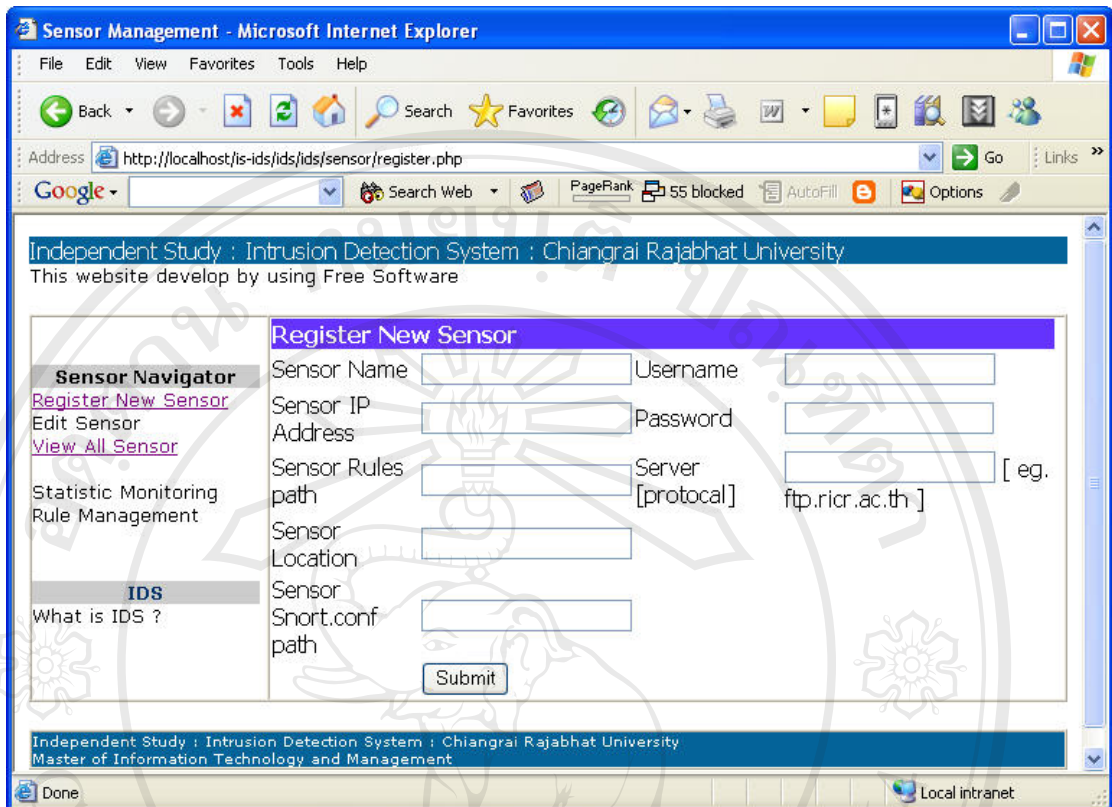 Sensor Management - Microsoft Internet Explorer
File Edit View Favorites Tools Help
Back Search Favorites
Address http://localhost/is-ids/ids/ids/sensor/register.php Go Links »
Google Search Web PageRank 55 blocked AutoFill Options
Independent Study : Intrusion Detection System : Chiangrai Rajabhat University
This website develop by using Free Software
Sensor Navigator
Register New Sensor
Edit Sensor
View All Sensor
Statistic Monitoring
Rule Management
IDS
What is IDS ?
Register New Sensor
Sensor Name Username
Sensor IP Address Password
Sensor Rules path Server [protocal] [ eg. ftp.ricr.ac.th ]
Sensor Location
Sensor Snort.conf path
Submit
Independent Study : Intrusion Detection System : Chiangrai Rajabhat University
Master of Information Technology and Management
Done Local intranet